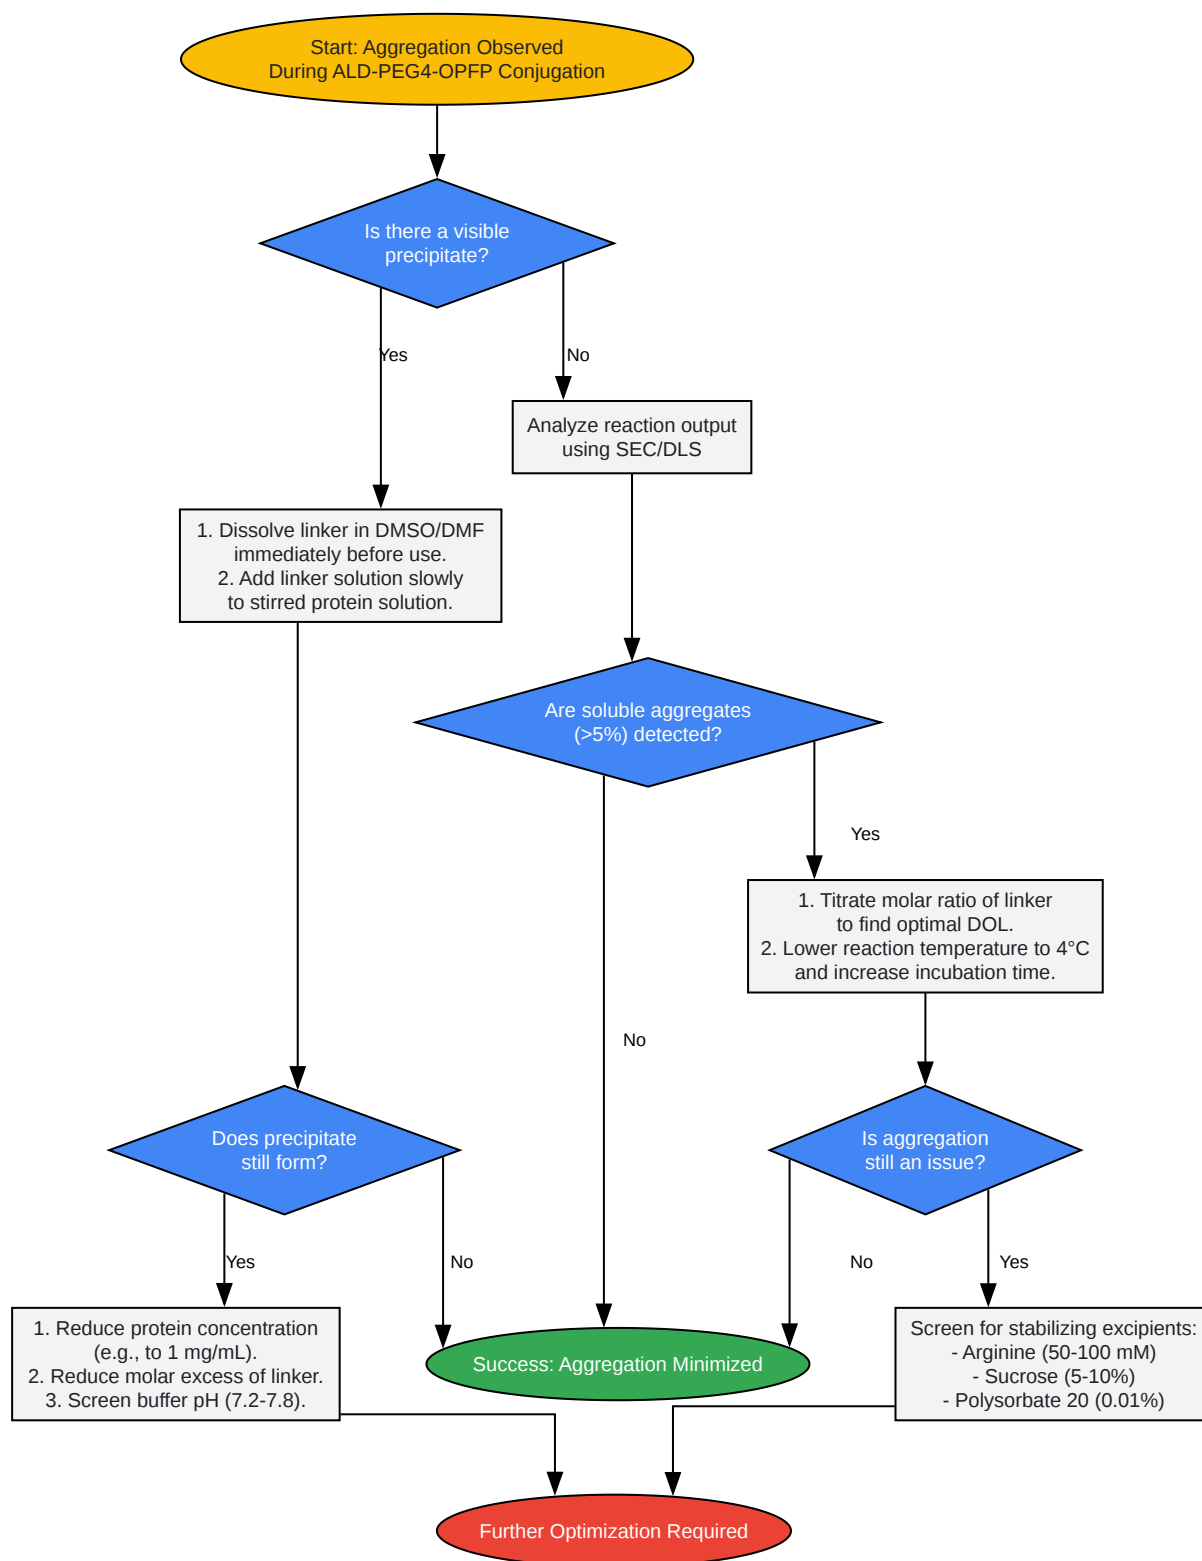 Start: Aggregation Observed
During ALD-PEG4-OPFP Conjugation
Is there a visible
precipitate?
Yes
No
Analyze reaction output
using SEC/DLS
1. Dissolve linker in DMSO/DMF
immediately before use.
2. Add linker solution slowly
to stirred protein solution.
Are soluble aggregates
(>5%) detected?
Yes
1. Titrate molar ratio of linker
to find optimal DOL.
2. Lower reaction temperature to 4°C
and increase incubation time.
No
Does precipitate
still form?
Is aggregation
still an issue?
Yes
No
No
Yes
1. Reduce protein concentration
(e.g., to 1 mg/mL).
2. Reduce molar excess of linker.
3. Screen buffer pH (7.2-7.8).
Success: Aggregation Minimized
Screen for stabilizing excipients:
- Arginine (50-100 mM)
- Sucrose (5-10%)
- Polysorbate 20 (0.01%)
Further Optimization Required